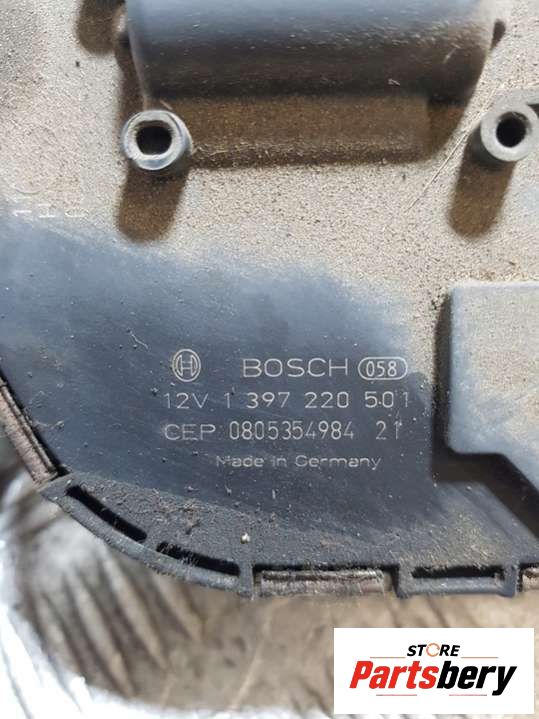 BOSCH 058
12V 1 397 220 501
CEP 0805354984 21
Made in Germany
STORE
Partsbery